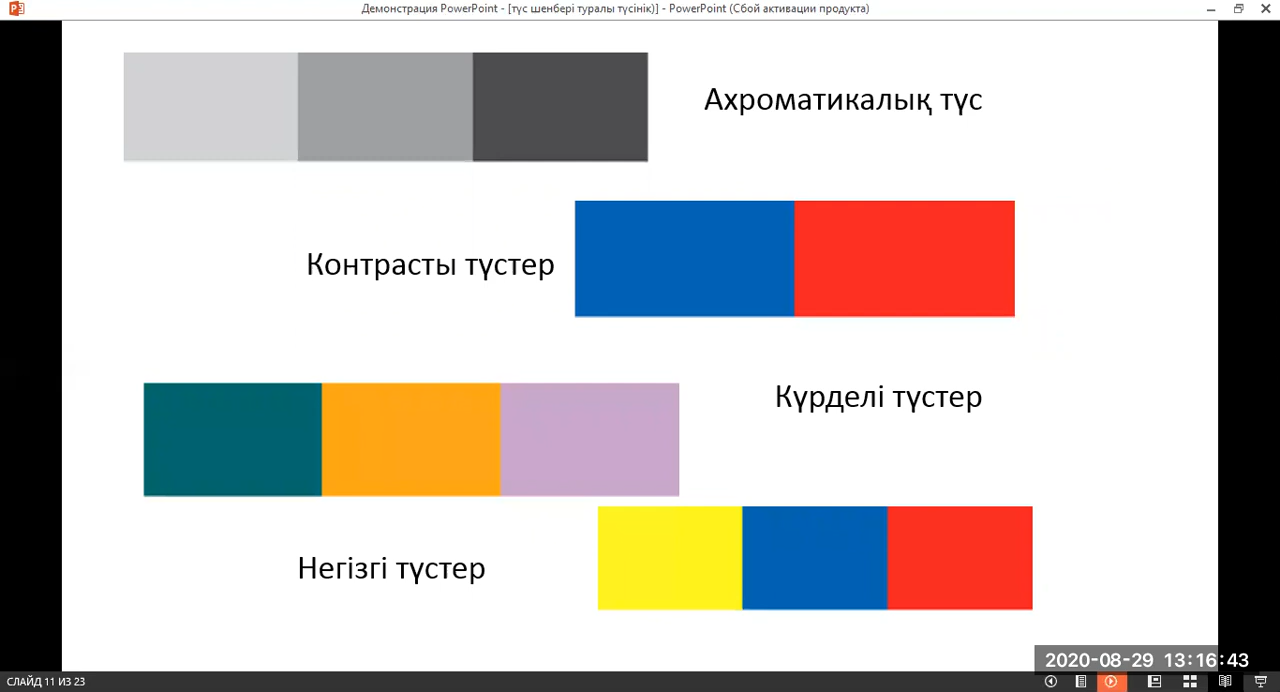 Демонстрация PowerPoint - [түс шенбері туралы түсінік)] - PowerPoint (Сбой активации продукта)
Ахроматикалық түс
Контрасты түстер
Күрделі түстер
Негізгі түстер
2020-08-29 13:16:43
СЛАЙД 11 ИЗ 23